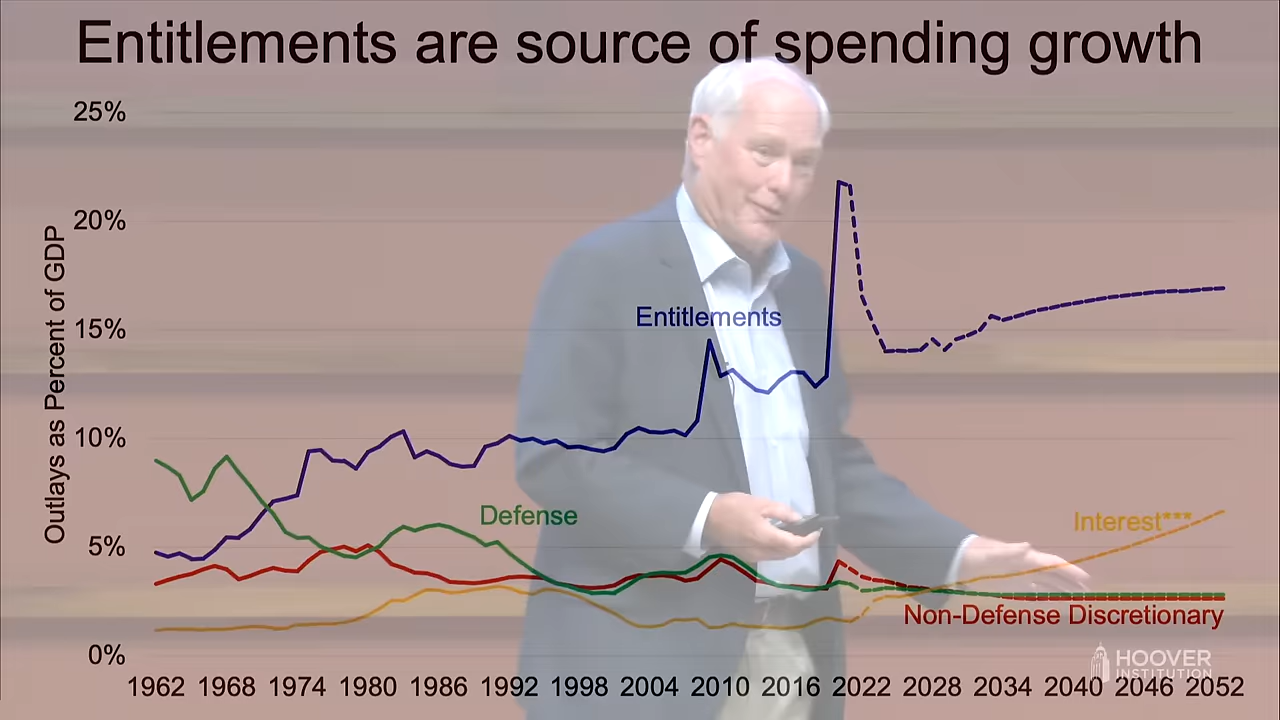 Entitlements are source of spending growth
25%
20%
15%
10%
5%
0%
Outlays as Percent of GDP
Entitlements
Defense
Interest***
Non-Defense Discretionary
1962 1968 1974 1980 1986 1992 1998 2004 2010 2016 2022 2028 2034 2040 2046 2052
HOOVER
INSTITUTION